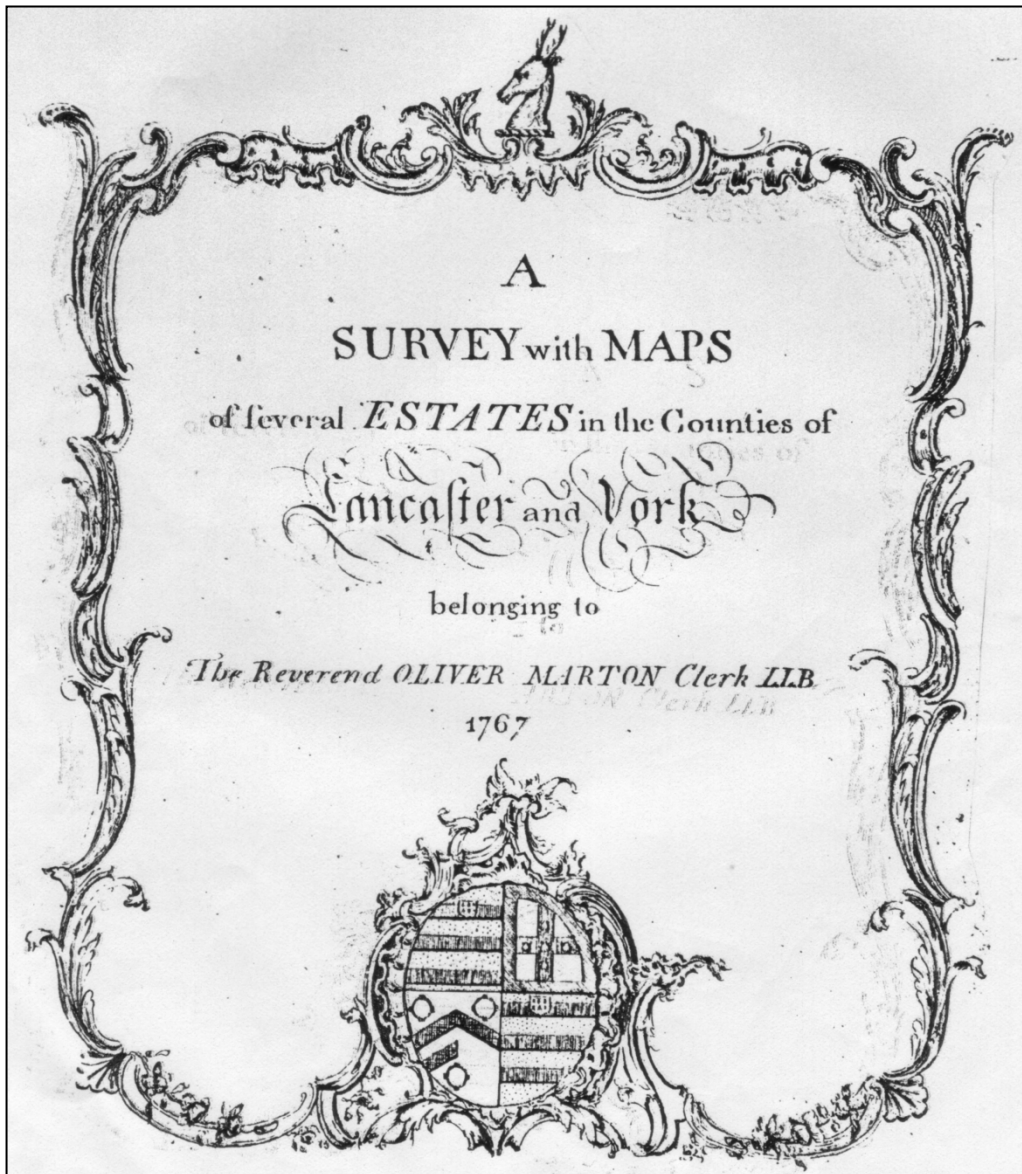 A
SURVEY with MAPS
of ſeveral ESTATES in the Counties of
Lancaſter and York
belonging to
The Reverend OLIVER MARTON Clerk LLB
1767